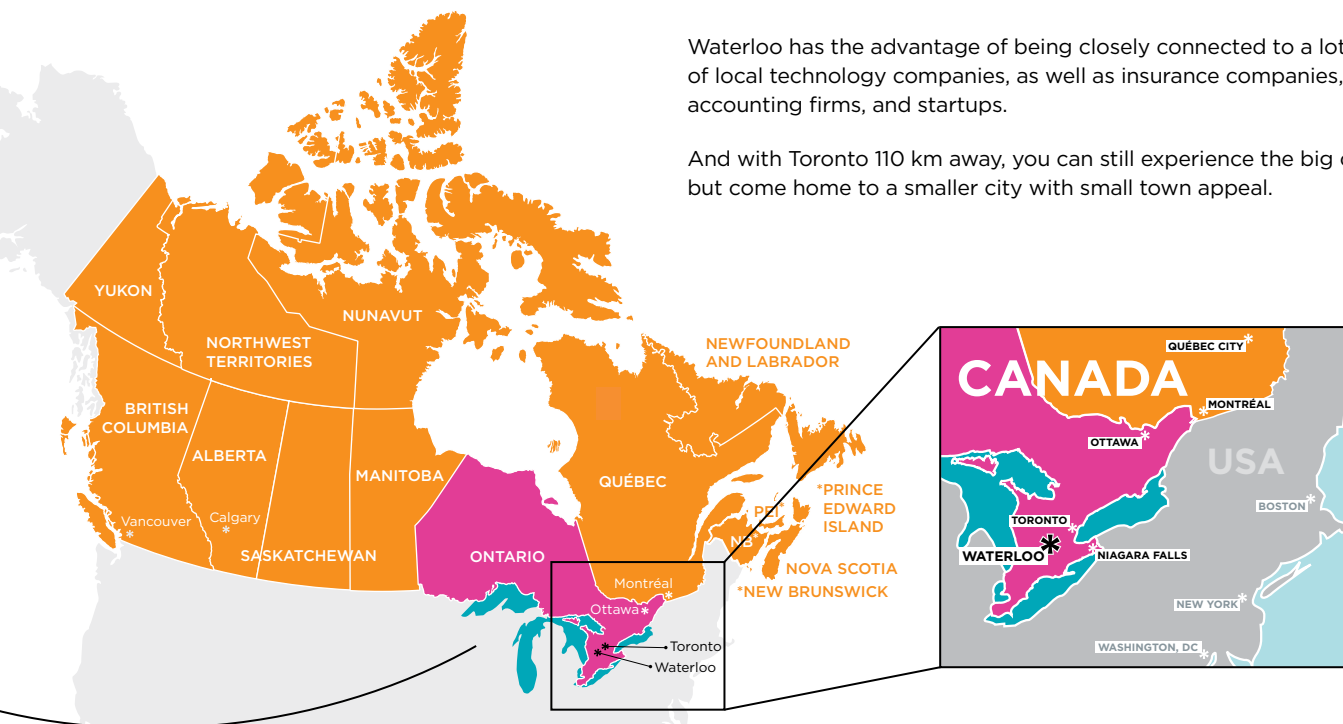 Waterloo has the advantage of being closely connected to a lot
of local technology companies, as well as insurance companies,
accounting firms, and startups.
And with Toronto 110 km away, you can still experience the big
but come home to a smaller city with small town appeal.
YUKON
NORTHWEST
TERRITORIES
NUNAVUT
NEWFOUNDLAND
AND LABRADOR
BRITISH
COLUMBIA
ALBERTA
MANITOBA
QUÉBEC
Vancouver
*
Calgary
*
SASKATCHEWAN
ONTARIO
PEI*
NB*
*PRINCE
EDWARD
ISLAND
NOVA SCOTIA
*NEW BRUNSWICK
Montréal
*
Ottawa*
* Toronto
* Waterloo
CANADA
QUÉBEC CITY *
* MONTRÉAL
OTTAWA *
USA
BOSTON *
TORONTO *
WATERLOO *
* NIAGARA FALLS
NEW YORK *
WASHINGTON, DC *